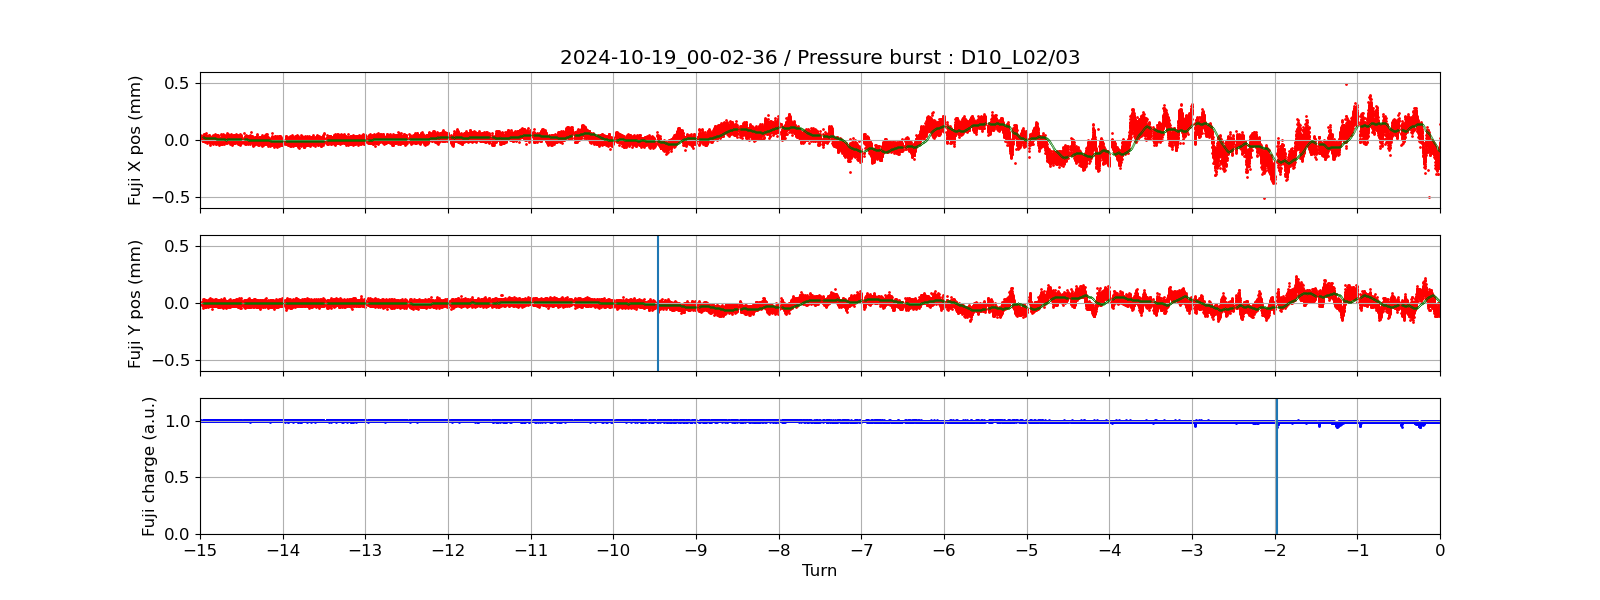 2024-10-19_00-02-36 / Pressure burst : D10_L02/03
Fuji X pos (mm)
0.5
0.0
−0.5
Fuji Y pos (mm)
0.5
0.0
−0.5
Fuji charge (a.u.)
1.0
0.5
0.0
−15 −14 −13 −12 −11 −10 −9 −8 −7 −6 −5 −4 −3 −2 −1 0
Turn